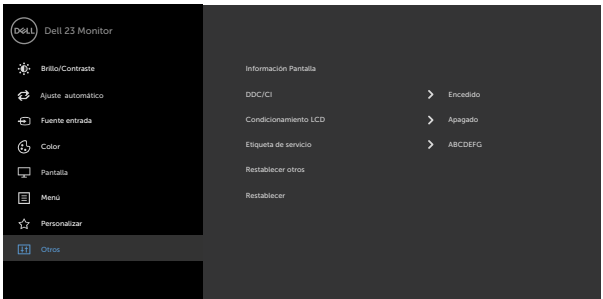 DELL Dell 23 Monitor
Brillo/Contraste
Ajuste automático
Fuente entrada
Color
Pantalla
Menú
Personalizar
Otros
Información Pantalla
DDC/CI Encedido
Condicionamiento LCD Apagado
Etiqueta de servicio ABCDEFG
Restablecer otros
Restablecer